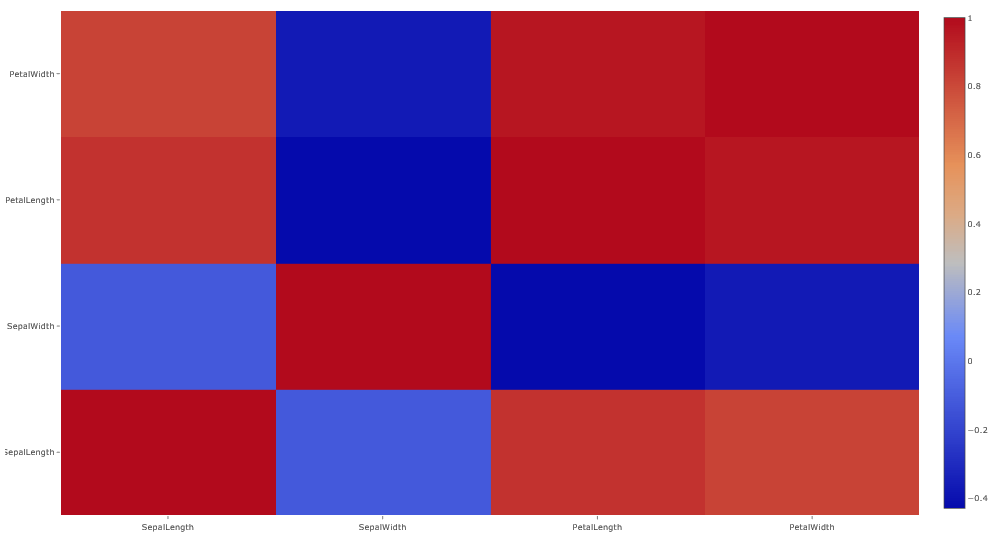 PetalWidth
PetalLength
SepalWidth
SepalLength
SepalLength SepalWidth PetalLength PetalWidth
1
0.8
0.6
0.4
0.2
0
−0.2
−0.4